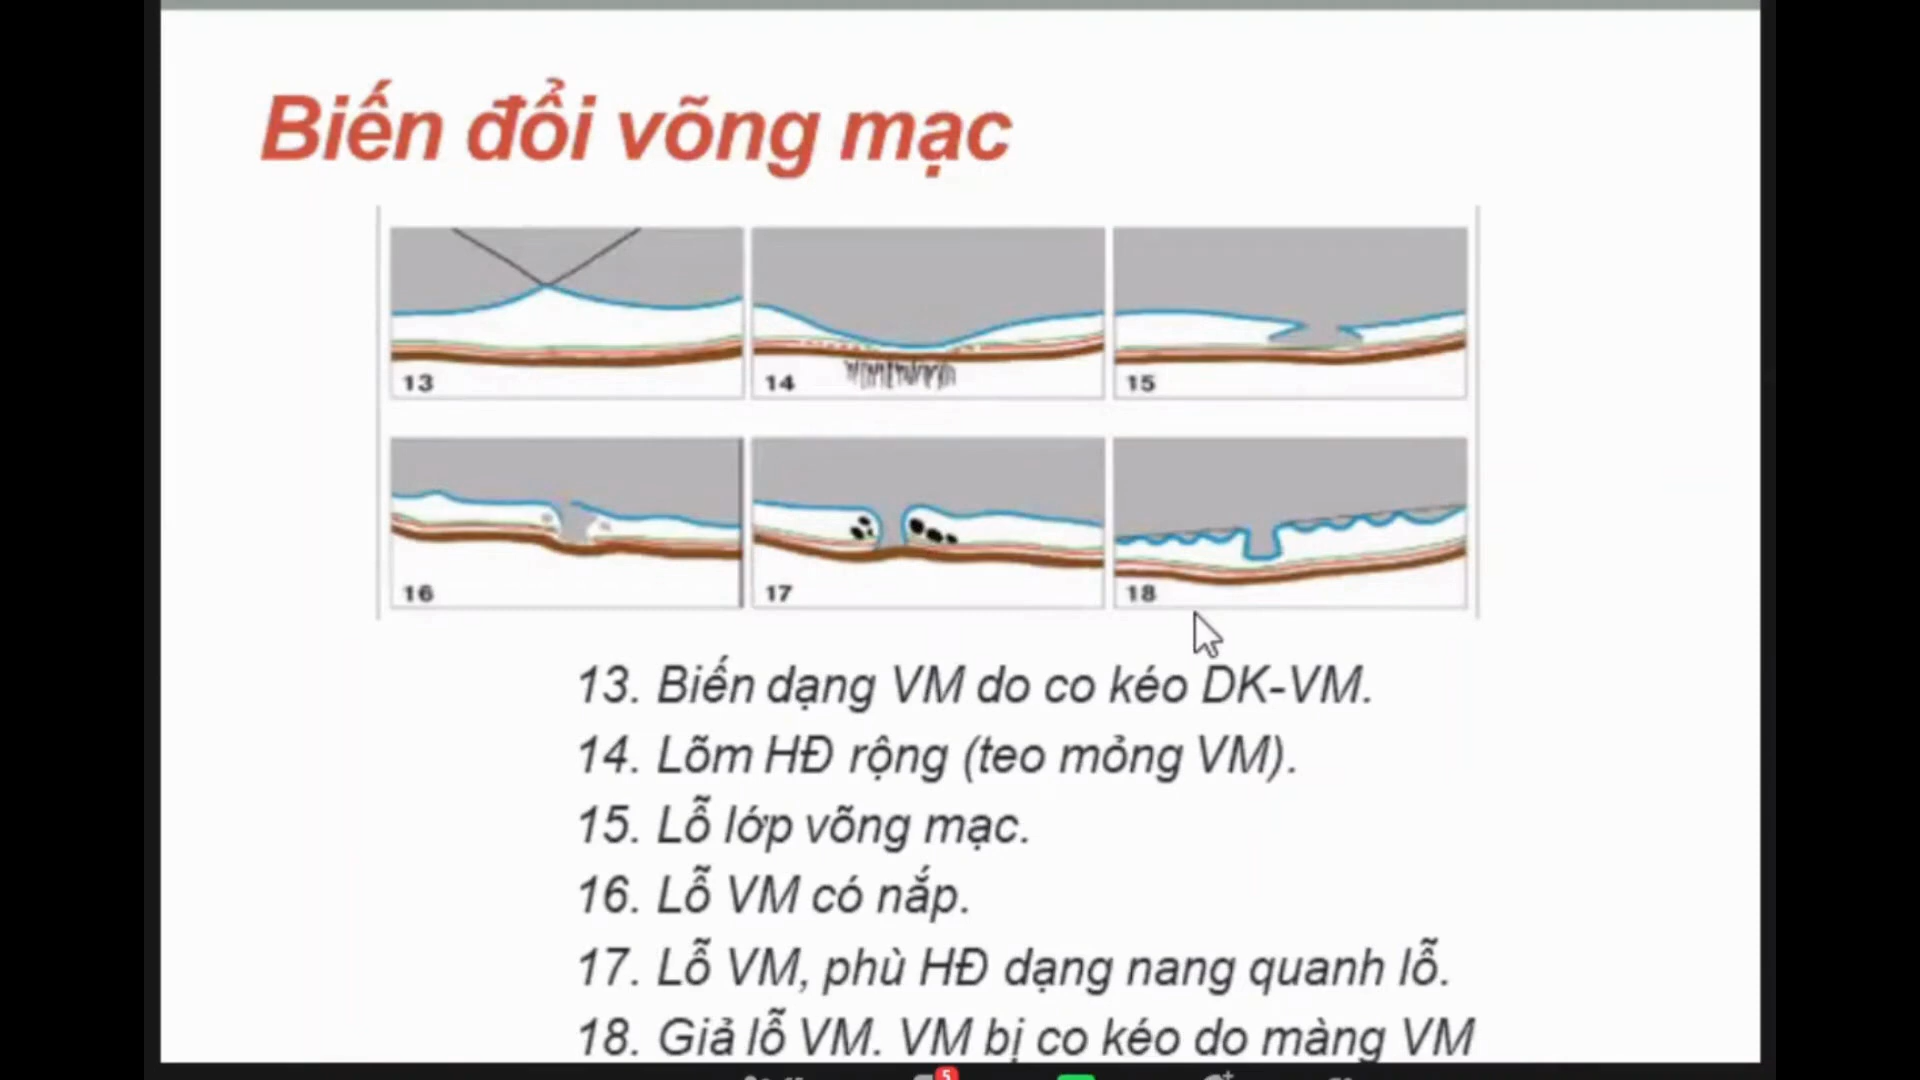 Biến đổi võng mạc
13
14
15
16
17
18
13. Biến dạng VM do co kéo DK-VM.
14. Lõm HĐ rộng (teo mỏng VM).
15. Lỗ lớp võng mạc.
16. Lỗ VM có nắp.
17. Lỗ VM, phù HĐ dạng nang quanh lỗ.
18. Giả lỗ VM. VM bị co kéo do màng VM
5